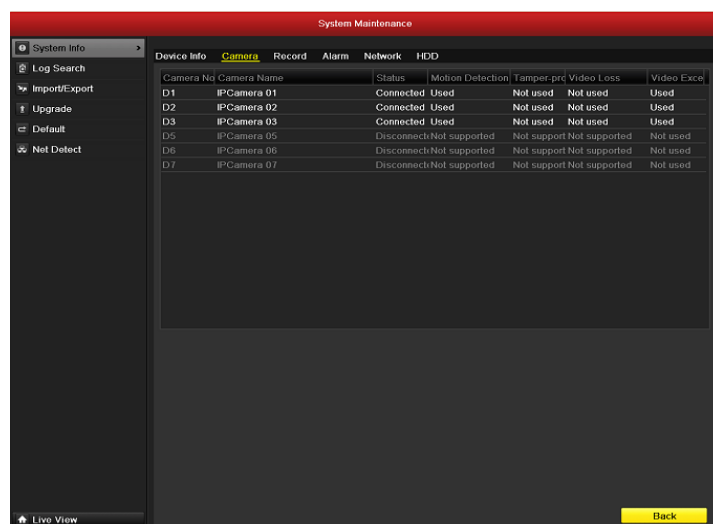 System Maintenance
System Info >
Log Search
Import/Export
Upgrade
Default
Net Detect
Device Info Camera Record Alarm Network HDD
Camera No Camera Name Status Motion Detection Tamper-prc Video Loss Video Exce
D1 IPCamera 01 Connected Used Not used Not used Used
D2 IPCamera 02 Connected Used Not used Not used Used
D3 IPCamera 03 Connected Used Not used Not used Used
D5 IPCamera 05 Disconnect Not supported Not support Not supported Not used
D6 IPCamera 06 Disconnect Not supported Not support Not supported Not used
D7 IPCamera 07 Disconnect Not supported Not support Not supported Not used
Live View
Back